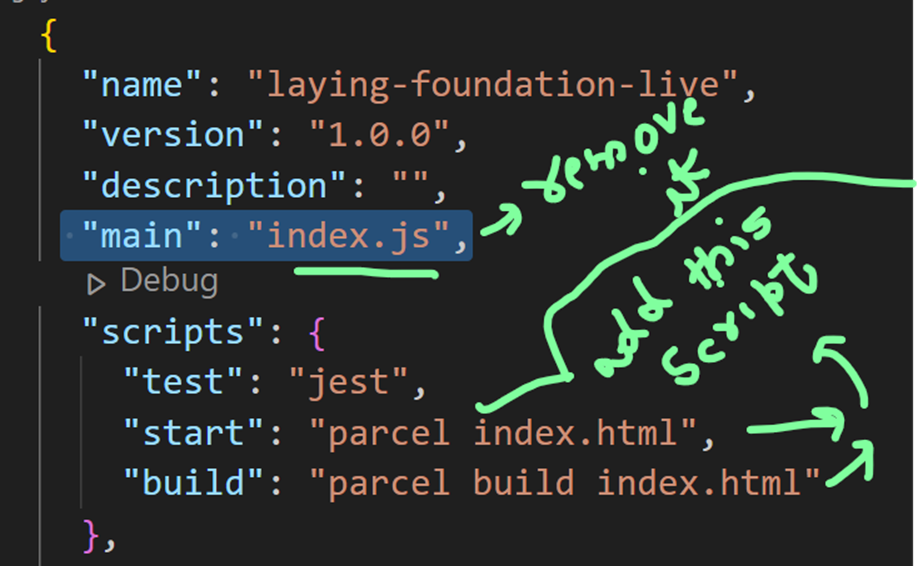 {
"name": "laying-foundation-live",
"version": "1.0.0",
"description": "",
"main": "index.js",
remove it
Debug
"scripts": {
add this
script
"test": "jest",
"start": "parcel index.html",
"build": "parcel build index.html"
},